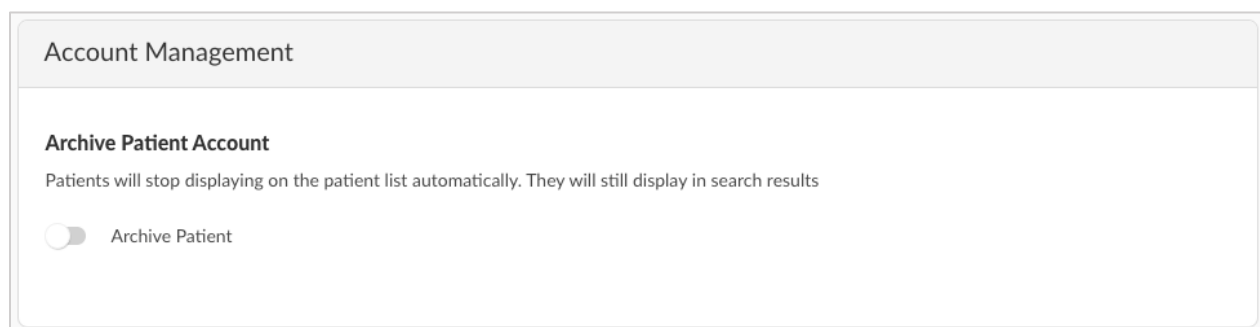 Account Management
Archive Patient Account
Patients will stop displaying on the patient list automatically. They will still display in search results
Archive Patient